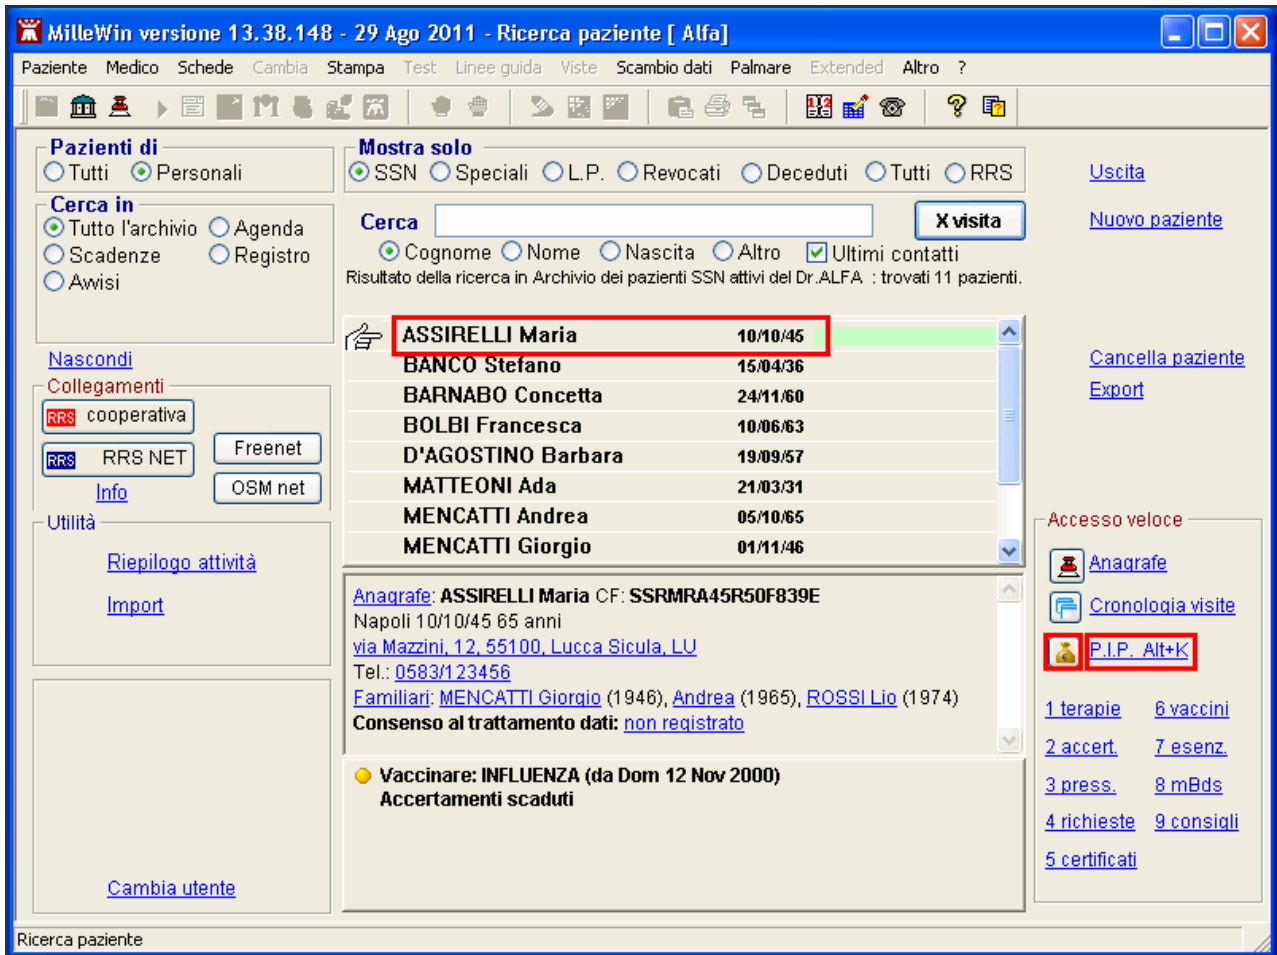 MilleWin versione 13.38.148 - 29 Ago 2011 - Ricerca paziente [ Alfa]
Paziente Medico Schede Cambia Stampa Test Linee guida Viste Scambio dati Palmare Extended Altro ?
Pazienti di
Tutti Personali
Mostra solo
SSN Speciali L.P. Revocati Deceduti Tutti RRS
Cerca in
Tutto l'archivio Agenda
Scadenze Registro
Avvisi
Cerca X visita
Cognome Nome Nascita Altro Ultimi contatti
Risultato della ricerca in Archivio dei pazienti SSN attivi del Dr.ALFA : trovati 11 pazienti.
Uscita
Nuovo paziente
Cancella paziente
Export
Nascondi
Collegamenti
RRS cooperativa
RRS RRS NET
Freenet
OSM net
Info
ASSIRELLI Maria 10/10/45
BANCO Stefano 15/04/36
BARNABO Concetta 24/11/60
BOLBI Francesca 10/06/63
D'AGOSTINO Barbara 19/09/57
MATTEONI Ada 21/03/31
MENCATTI Andrea 05/10/65
MENCATTI Giorgio 01/11/46
Utilità
Riepilogo attività
Import
Cambia utente
Anagrafe: ASSIRELLI Maria CF: SSRMRA45R50F839E
Napoli 10/10/45 65 anni
via Mazzini, 12, 55100, Lucca Sicula, LU
Tel.: 0583/123456
Familiari: MENCATTI Giorgio (1946), Andrea (1965), ROSSI Lio (1974)
Consenso al trattamento dati: non registrato
Vaccinare: INFLUENZA (da Dom 12 Nov 2000)
Accertamenti scaduti
Accesso veloce
Anagrafe
Cronologia visite
P.I.P. Alt+K
1 terapie 6 vaccini
2 accert. 7 esenz.
3 press. 8 mBds
4 richieste 9 consigli
5 certificati
Ricerca paziente